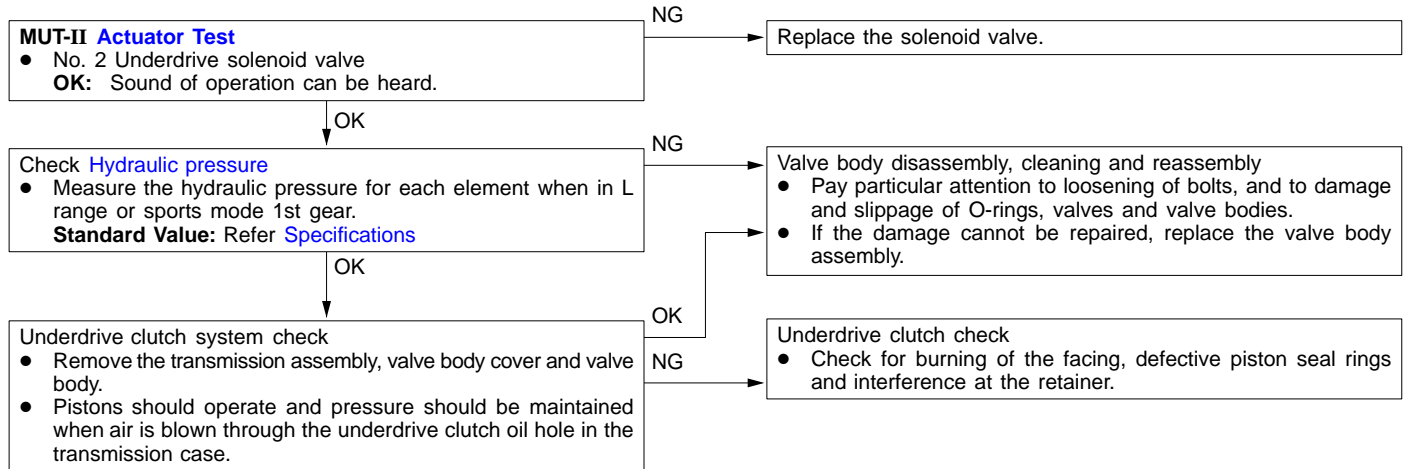 MUT-II Actuator Test
● No. 2 Underdrive solenoid valve
OK: Sound of operation can be heard.
NG
Replace the solenoid valve.
OK
Check Hydraulic pressure
● Measure the hydraulic pressure for each element when in L
range or sports mode 1st gear.
Standard Value: Refer Specifications
NG
Valve body disassembly, cleaning and reassembly
● Pay particular attention to loosening of bolts, and to damage
and slippage of O-rings, valves and valve bodies.
● If the damage cannot be repaired, replace the valve body
assembly.
OK
Underdrive clutch system check
● Remove the transmission assembly, valve body cover and valve
body.
● Pistons should operate and pressure should be maintained
when air is blown through the underdrive clutch oil hole in the
transmission case.
OK
NG
Underdrive clutch check
● Check for burning of the facing, defective piston seal rings
and interference at the retainer.